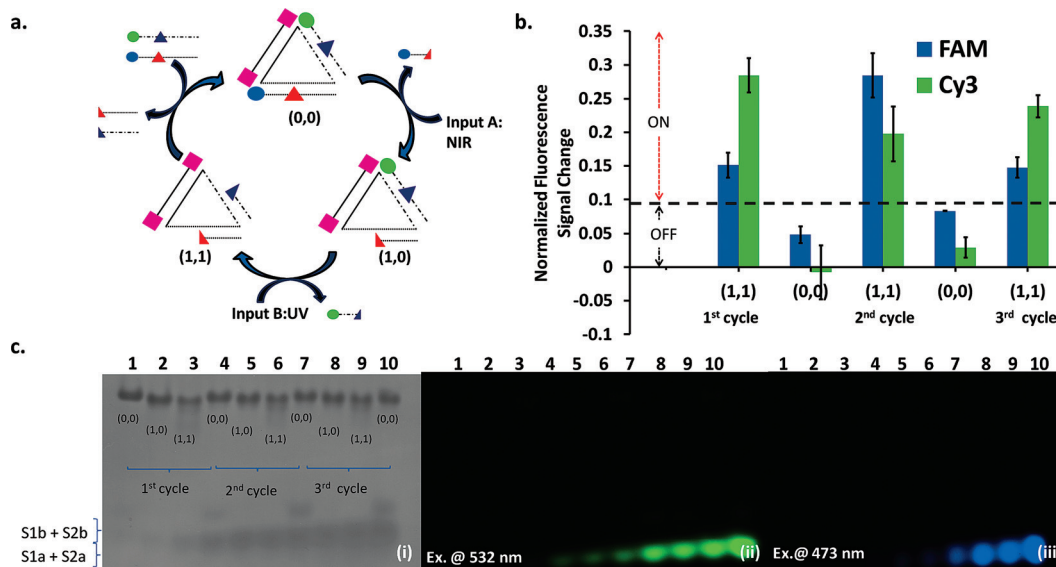 a.
(0,0)
Input A:
NIR
(1,1)
(1,0)
Input B:UV
b.
Normalized Fluorescence
Signal Change
0.35
0.3
0.25
0.2
0.15
0.1
0.05
0
-0.05
-0.1
ON
OFF
FAM
Cy3
(1,1) (0,0) (1,1) (0,0) (1,1)
1st cycle 2nd cycle 3rd cycle
c.
1 2 3 4 5 6 7 8 9 10
(0,0) (1,0) (1,1) (0,0) (1,0) (1,1) (0,0) (1,0) (1,1) (0,0)
1st cycle 2nd cycle 3rd cycle
S1b + S2b
S1a + S2a
(i)
1 2 3 4 5 6 7 8 9 10
Ex. @ 532 nm
(ii)
1 2 3 4 5 6 7 8 9 10
Ex.@ 473 nm
(iii)